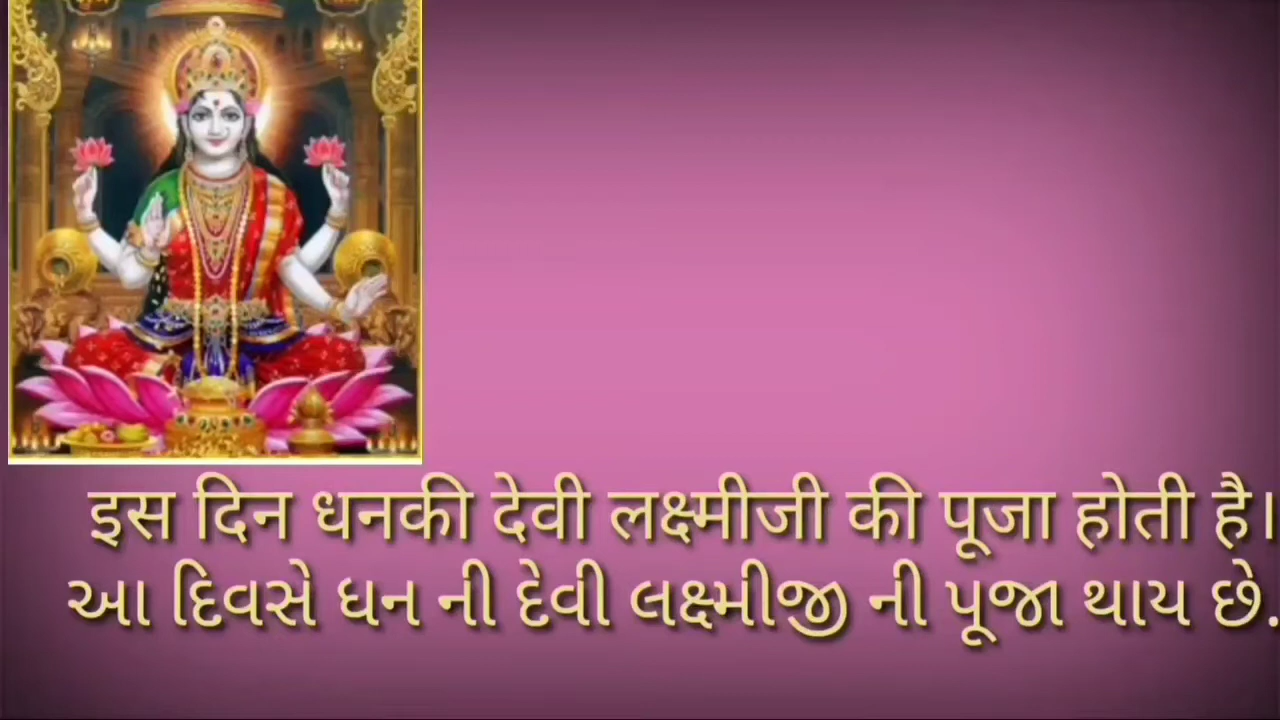 इस दिन धनकी देवी लक्ष्मीजी की पूजा होती है।
આ દિવસે ધન ની દેવી લક્ષ્મીજી ની પૂજા થાય છે.